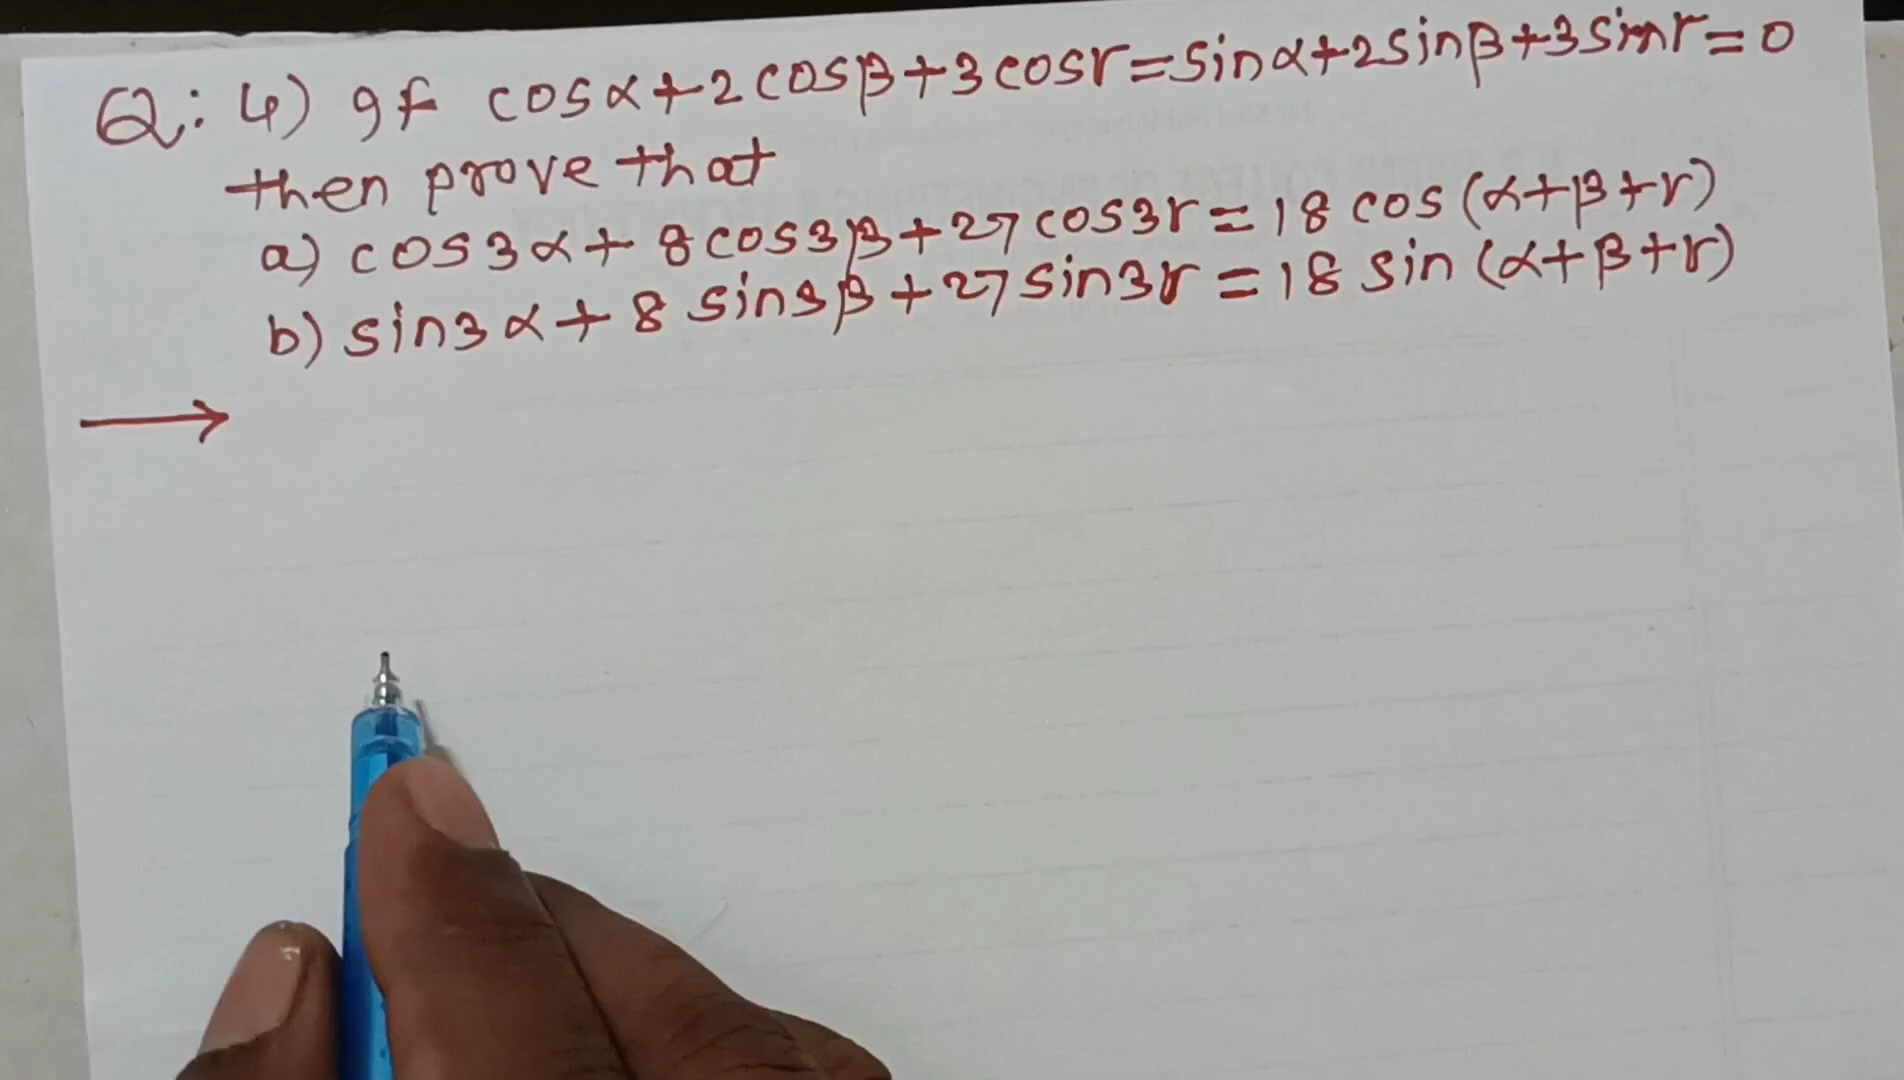 Q: 4) If cosα+2cosβ+3cosr=sinα+2sinβ+3sinr=0
then prove that
a) cos3α+8cos3β+27cos3r=18cos(α+β+r)
b) sin3α+8sin3β+27sin3r=18sin(α+β+r)
→